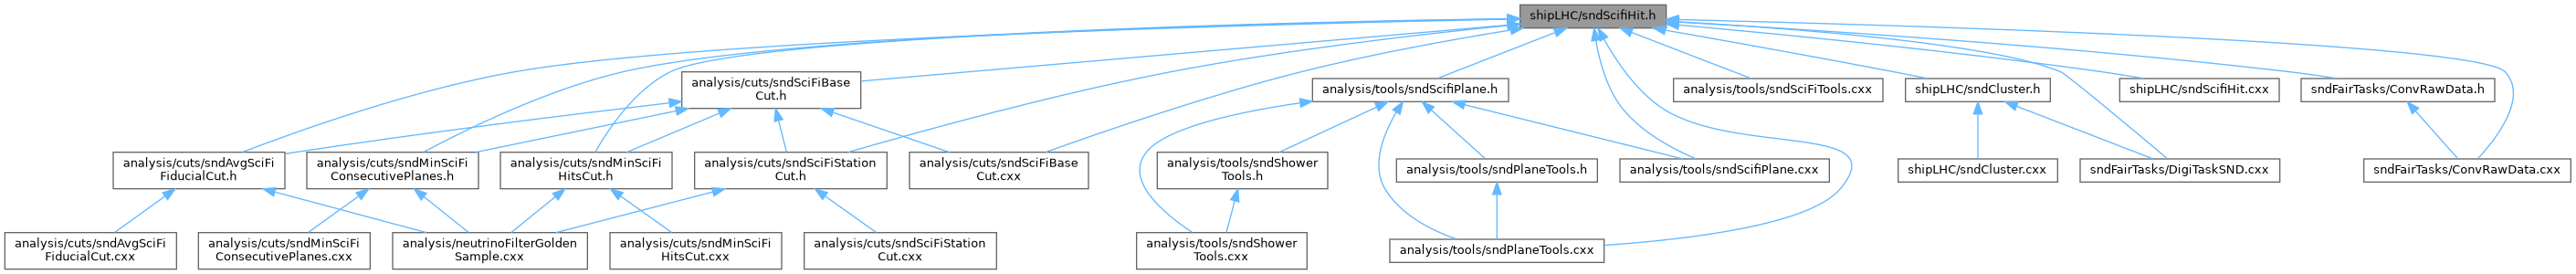 shipLHC/sndScifiHit.h
analysis/cuts/sndSciFiBase
Cut.h
analysis/tools/sndScifiPlane.h
analysis/tools/sndSciFiTools.cxx
shipLHC/sndCluster.h
shipLHC/sndScifiHit.cxx
sndFairTasks/ConvRawData.h
analysis/cuts/sndAvgSciFi
FiducialCut.h
analysis/cuts/sndMinSciFi
ConsecutivePlanes.h
analysis/cuts/sndMinSciFi
HitsCut.h
analysis/cuts/sndSciFiStation
Cut.h
analysis/cuts/sndSciFiBase
Cut.cxx
analysis/tools/sndShower
Tools.h
analysis/tools/sndPlaneTools.h
analysis/tools/sndScifiPlane.cxx
shipLHC/sndCluster.cxx
sndFairTasks/DigiTaskSND.cxx
sndFairTasks/ConvRawData.cxx
analysis/cuts/sndAvgSciFi
FiducialCut.cxx
analysis/cuts/sndMinSciFi
ConsecutivePlanes.cxx
analysis/neutrinoFilterGolden
Sample.cxx
analysis/cuts/sndMinSciFi
HitsCut.cxx
analysis/cuts/sndSciFiStation
Cut.cxx
analysis/tools/sndShower
Tools.cxx
analysis/tools/sndPlaneTools.cxx